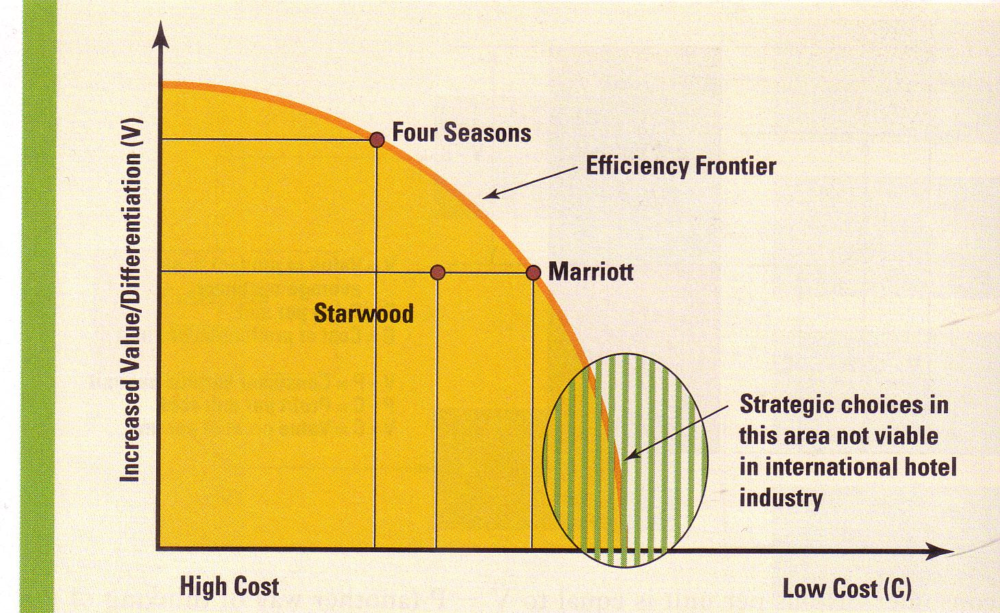 Increased Value/Differentiation (V)
Four Seasons
Efficiency Frontier
Marriott
Starwood
Strategic choices in
this area not viable
in international hotel
industry
High Cost
Low Cost (C)